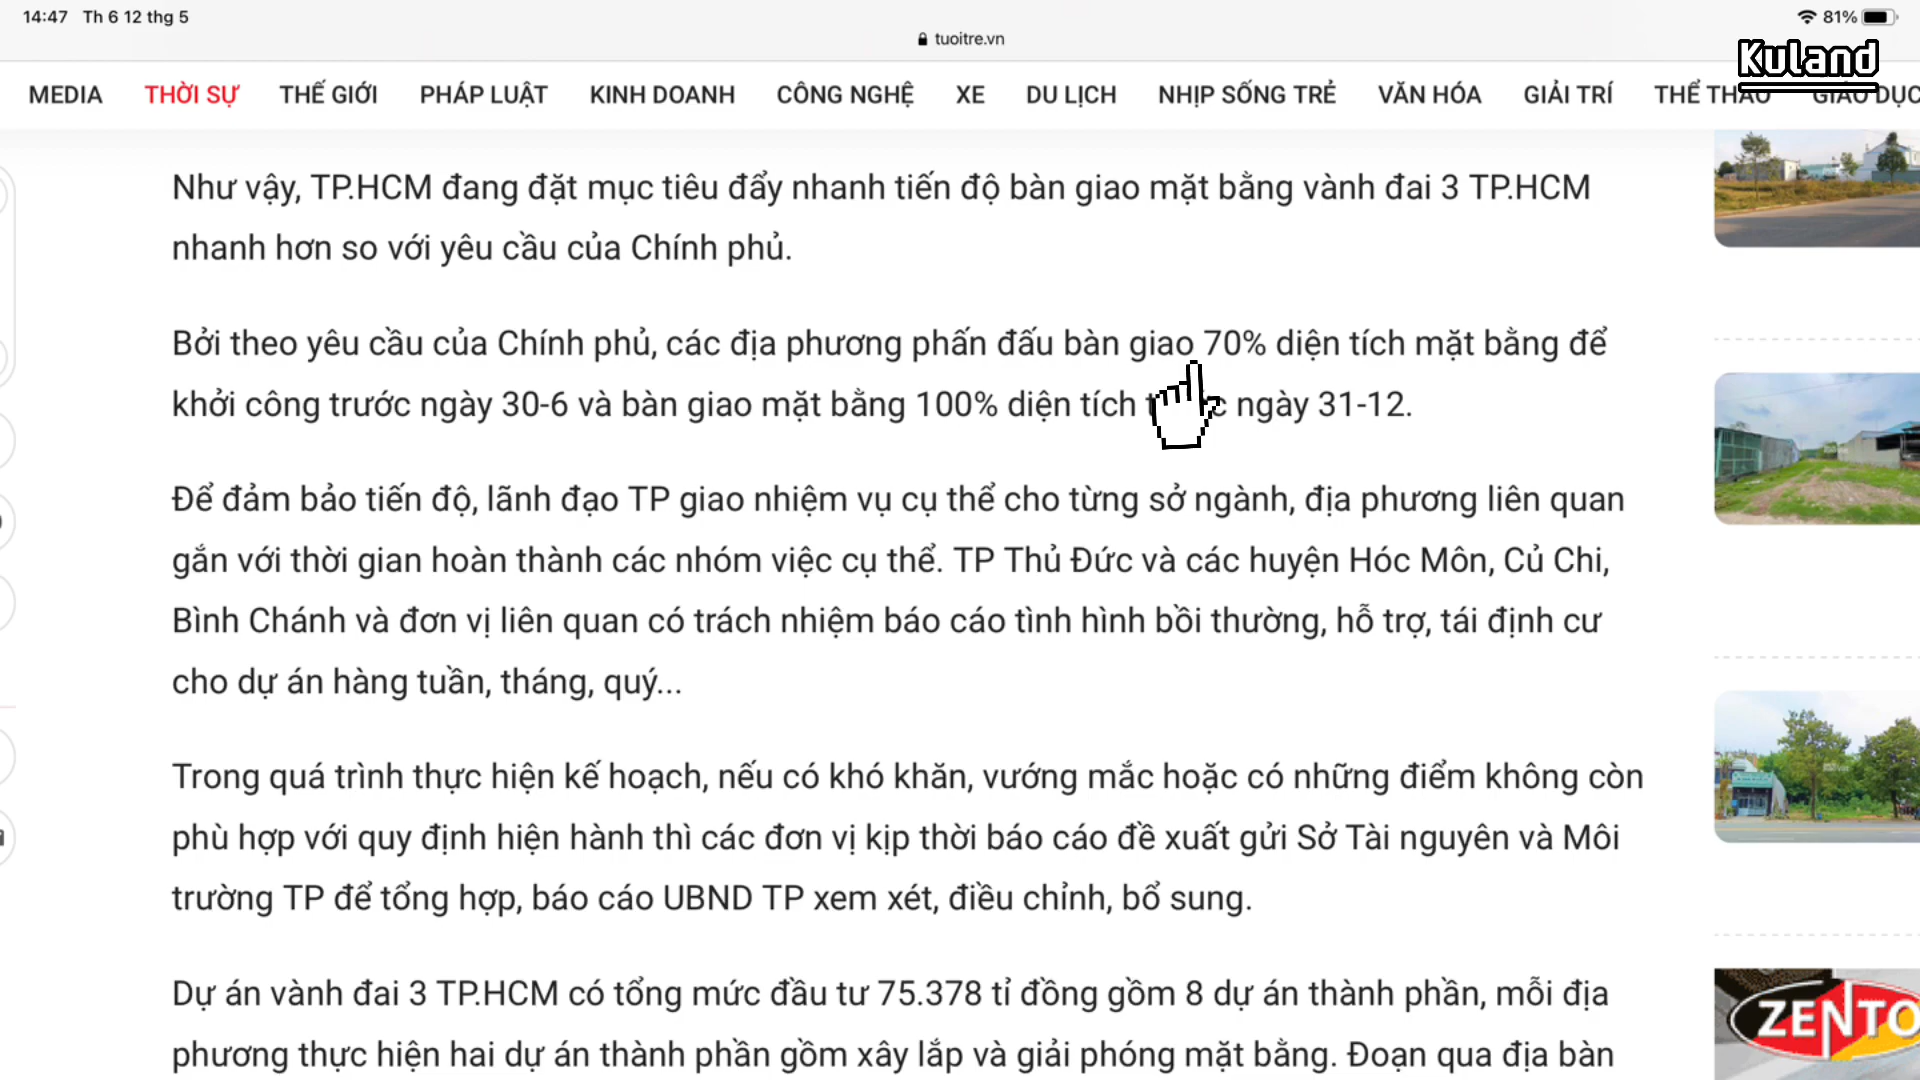 14:47 Th 6 12 thg 5
81%
tuoitre.vn
Kuland
MEDIA THỜI SỰ THẾ GIỚI PHÁP LUẬT KINH DOANH CÔNG NGHỆ XE DU LỊCH NHỊP SỐNG TRẺ VĂN HÓA GIẢI TRÍ THỂ THAO GIÁO DỤC
Như vậy, TP.HCM đang đặt mục tiêu đẩy nhanh tiến độ bàn giao mặt bằng vành đai 3 TP.HCM
nhanh hơn so với yêu cầu của Chính phủ.
Bởi theo yêu cầu của Chính phủ, các địa phương phấn đấu bàn giao 70% diện tích mặt bằng để
khởi công trước ngày 30-6 và bàn giao mặt bằng 100% diện tích ngày 31-12.
Để đảm bảo tiến độ, lãnh đạo TP giao nhiệm vụ cụ thể cho từng sở ngành, địa phương liên quan
gắn với thời gian hoàn thành các nhóm việc cụ thể. TP Thủ Đức và các huyện Hóc Môn, Củ Chi,
Bình Chánh và đơn vị liên quan có trách nhiệm báo cáo tình hình bồi thường, hỗ trợ, tái định cư
cho dự án hàng tuần, tháng, quý...
Trong quá trình thực hiện kế hoạch, nếu có khó khăn, vướng mắc hoặc có những điểm không còn
phù hợp với quy định hiện hành thì các đơn vị kịp thời báo cáo đề xuất gửi Sở Tài nguyên và Môi
trường TP để tổng hợp, báo cáo UBND TP xem xét, điều chỉnh, bổ sung.
Dự án vành đai 3 TP.HCM có tổng mức đầu tư 75.378 tỉ đồng gồm 8 dự án thành phần, mỗi địa
phương thực hiện hai dự án thành phần gồm xây lắp và giải phóng mặt bằng. Đoạn qua địa bàn
ZENTO